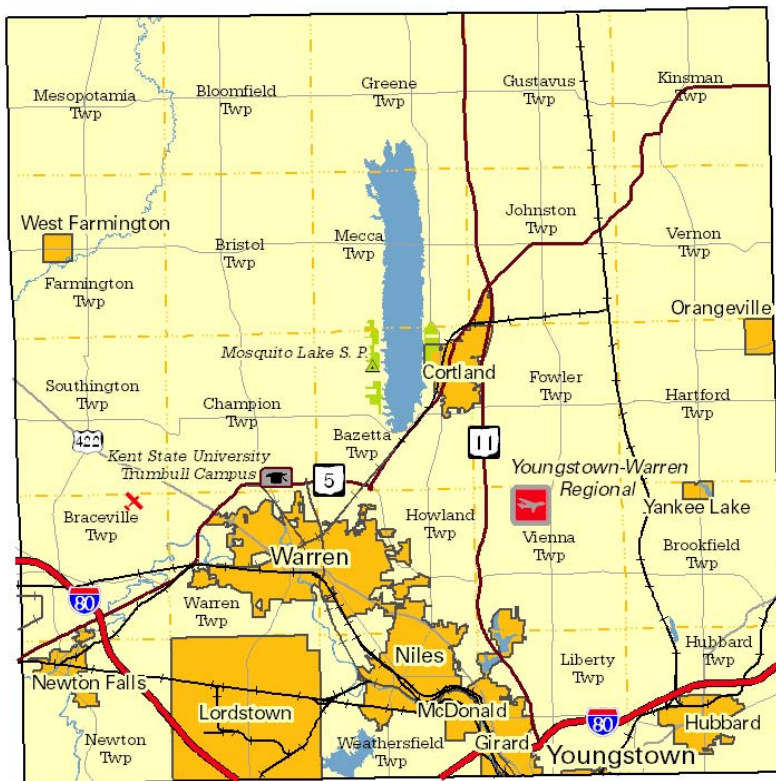 Mesopotamia
Twp
Bloomfield
Twp
Greene
Twp
Gustavus
Twp
Kinsman
Twp
West Farmington
Farmington
Twp
Bristol
Twp
Mecca
Twp
Johnston
Twp
Vernon
Twp
Orangeville
Mosquito Lake S. P.
Cortland
Southington
Twp
Champion
Twp
Fowler
Twp
Hartford
Twp
422
Bazetta
Twp
11
Kent State University
Trumbull Campus
5
Youngstown-Warren
Regional
Yankee Lake
Braceville
Twp
Howland
Twp
Vienna
Twp
Brookfield
Twp
Warren
80
Warren
Twp
Niles
Liberty
Twp
Hubbard
Twp
Newton Falls
Lordstown
McDonald
80
Hubbard
Newton
Twp
Weathersfield
Twp
Girard
Youngstown